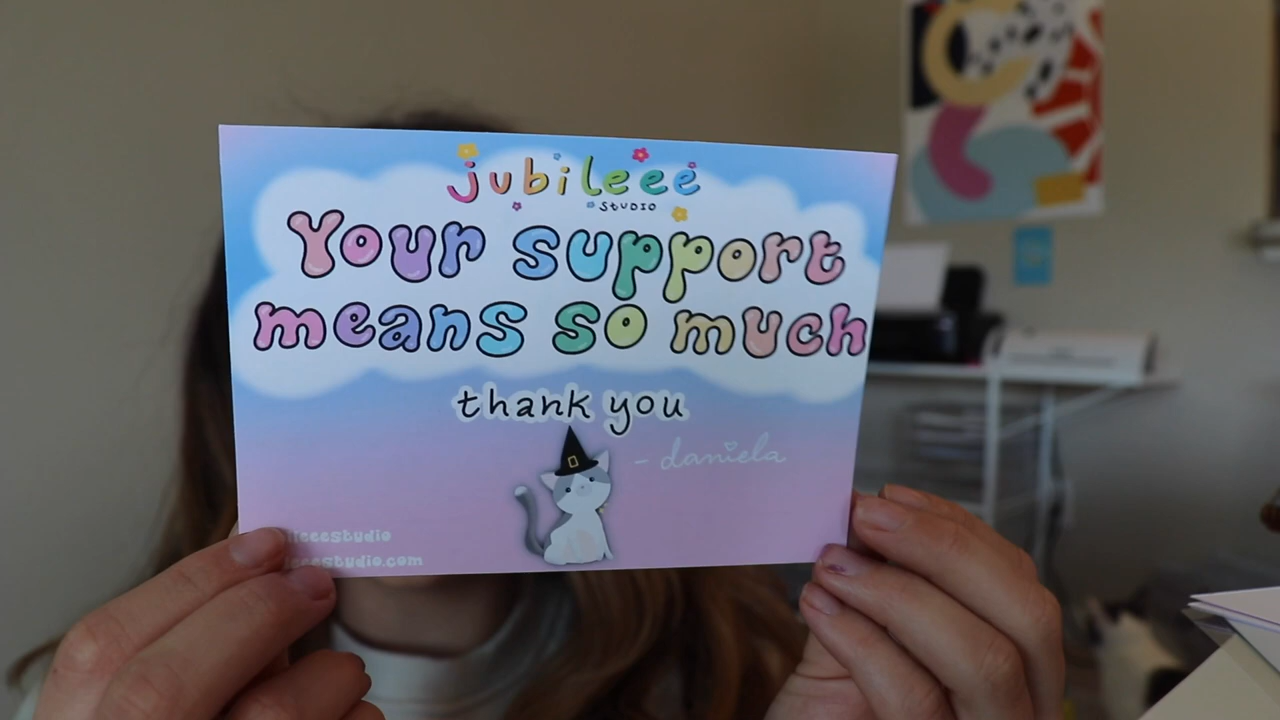 jubileee
STUDIO
Your support
means so much
thank you
- daniela